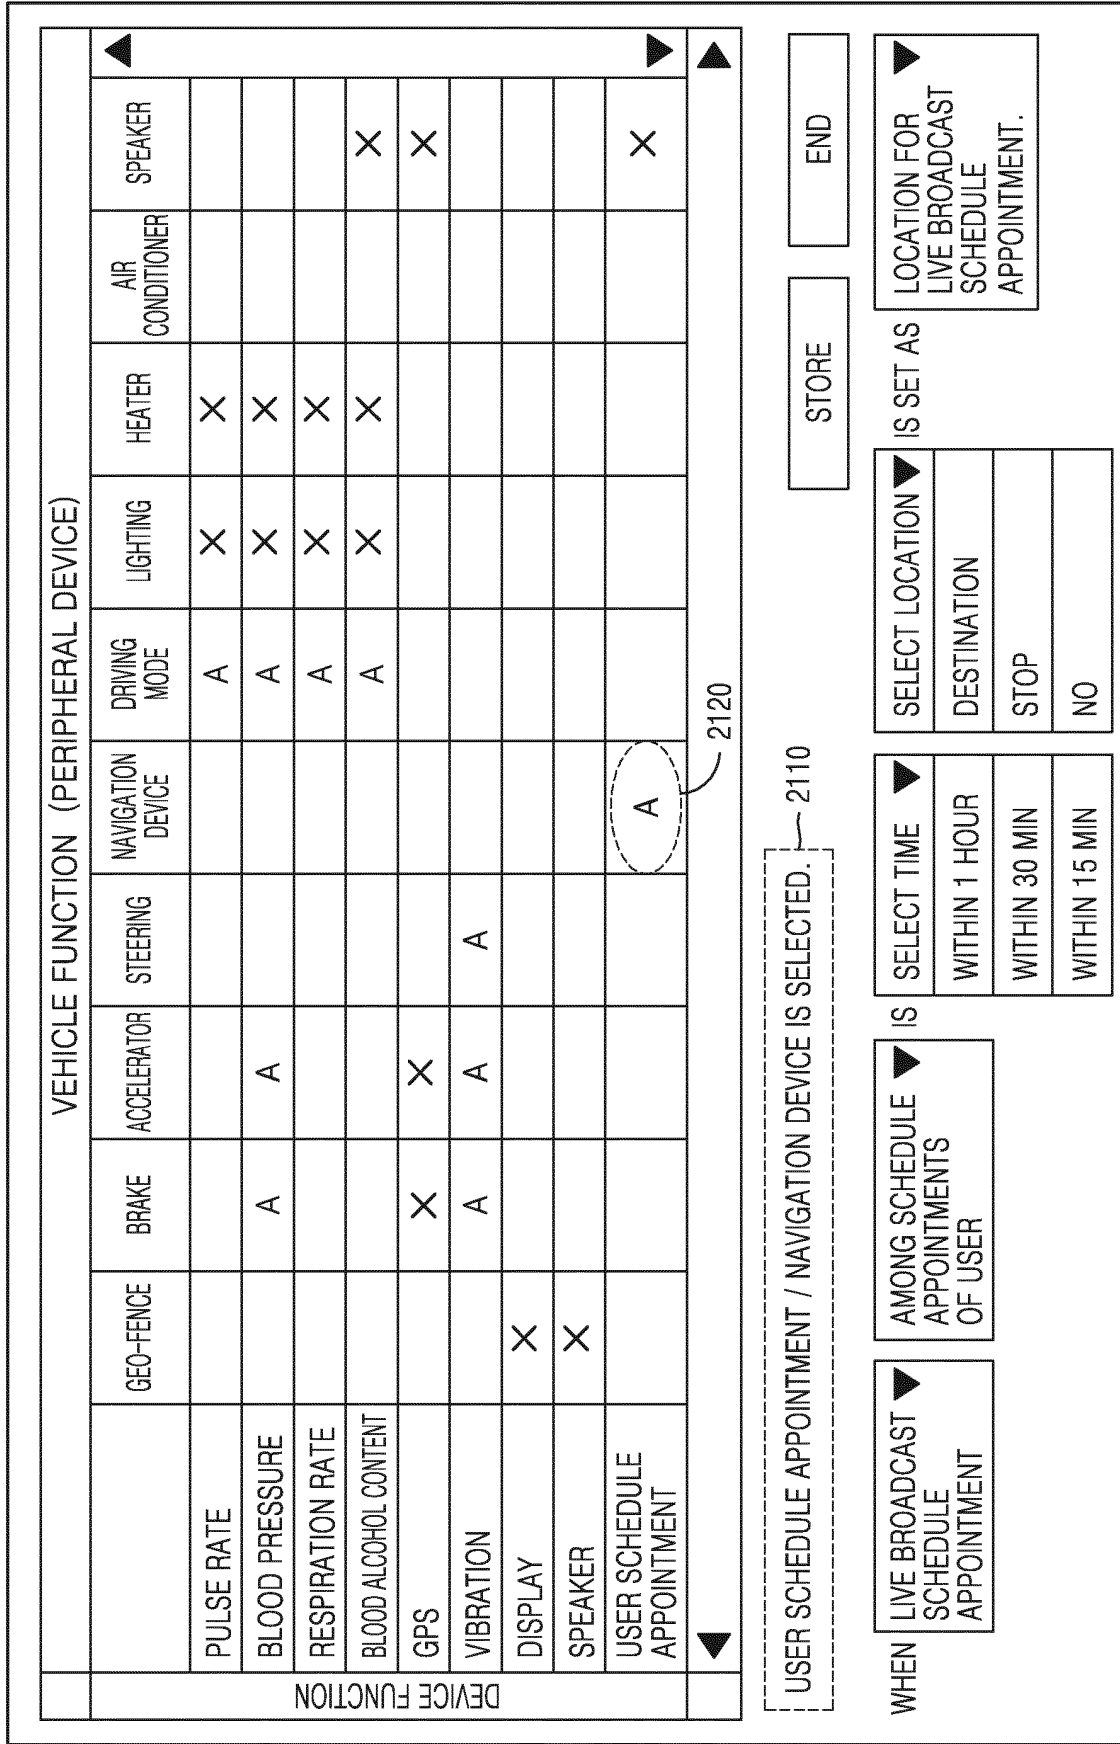 VEHICLE FUNCTION (PERIPHERAL DEVICE)
GEO-FENCE BRAKE ACCELERATOR STEERING NAVIGATION DEVICE DRIVING MODE LIGHTING HEATER AIR CONDITIONER SPEAKER
DEVICE FUNCTION
PULSE RATE A X X
BLOOD PRESSURE A A A X X
RESPIRATION RATE A X X
BLOOD ALCOHOL CONTENT A X X X
GPS X X X
VIBRATION A A A
DISPLAY X
SPEAKER X
USER SCHEDULE APPOINTMENT A X
2120
USER SCHEDULE APPOINTMENT / NAVIGATION DEVICE IS SELECTED. 2110
STORE END
WHEN LIVE BROADCAST SCHEDULE APPOINTMENT
AMONG SCHEDULE APPOINTMENTS OF USER
IS
SELECT TIME
WITHIN 1 HOUR
WITHIN 30 MIN
WITHIN 15 MIN
SELECT LOCATION
DESTINATION
STOP
NO
IS SET AS
LOCATION FOR LIVE BROADCAST SCHEDULE APPOINTMENT.